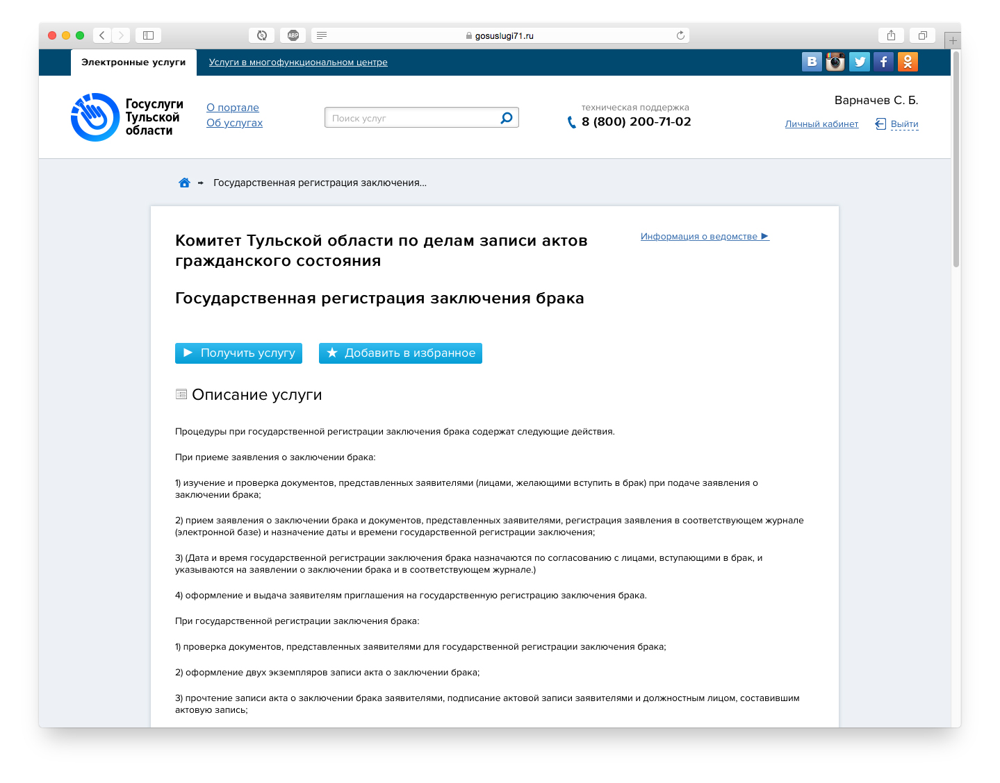 ABP
gosuslugi71.ru
Электронные услуги
Услуги в многофункциональном центре
Госуслуги
Тульской
области
О портале
Об услугах
Поиск услуг
техническая поддержка
8 (800) 200-71-02
Варначев С. Б.
Личный кабинет
Выйти
Государственная регистрация заключения...
Комитет Тульской области по делам записи актов
гражданского состояния
Информация о ведомстве ►
Государственная регистрация заключения брака
Получить услугу
Добавить в избранное
Описание услуги
Процедуры при государственной регистрации заключения брака содержат следующие действия.
При приеме заявления о заключении брака:
1) изучение и проверка документов, представленных заявителями (лицами, желающими вступить в брак) при подаче заявления о
заключении брака;
2) прием заявления о заключении брака и документов, представленных заявителями, регистрация заявления в соответствующем журнале
(электронной базе) и назначение даты и времени государственной регистрации заключения;
3) (Дата и время государственной регистрации заключения брака назначаются по согласованию с лицами, вступающими в брак, и
указываются на заявлении о заключении брака и в соответствующем журнале.)
4) оформление и выдача заявителям приглашения на государственную регистрацию заключения брака.
При государственной регистрации заключения брака:
1) проверка документов, представленных заявителями для государственной регистрации заключения брака;
2) оформление двух экземпляров записи акта о заключении брака;
3) прочтение записи акта о заключении брака заявителями, подписание актовой записи заявителями и должностным лицом, составившим
актовую запись;